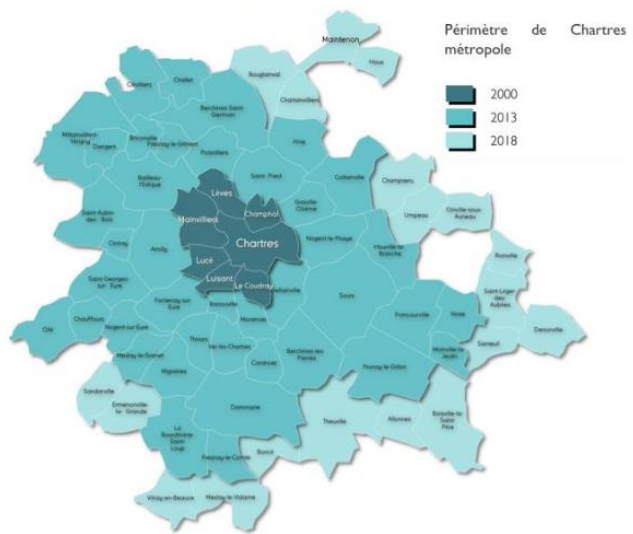 Périmètre de Chartres
métropole
2000
2013
2018
Maintenon
Houx
Bouglainval
Chartainvilliers
Clévilliers
Challet
Berchères-Saint-
Germain
Mittainvilliers-
Vérigny
Dangers
Briconville
Fresnay-le-Gilmert
Poisvilliers
Jouy
Bailleau-
l'Evêque
Saint-Prest
Coltainville
Gasville-
Oisème
Champseru
Umpeau
Oinville-sous-
Auneau
Lèves
Champhol
Mainvilliers
Chartres
Lucé
Luisant
Le Coudray
Saint-Aubin-
des-Bois
Cintray
Amilly
Nogent-le-Phaye
Houville-la-
Branche
Roinville
Saint-Léger-
des-Aubées
Denonville
Santeuil
Saint-Georges-
sur-Eure
Fontenay-sur-
Eure
Barjouville
Gellainville
Sours
Francourville
Voise
Ollé
Chauffours
Nogent-sur-Eure
Thivars
Ver-lès-Chartres
Morancez
Corancez
Berchères-les-
Pierres
Moinville-la-
Jeulin
Prunay-le-Gillon
Meslay-le-Grenet
Mignières
Sandarville
Ermenonville-
la-Grande
Dammarie
Theuville
Allonnes
Boisville-la-
Saint-
Père
La
Bourdinière-
Saint-
Loup
Fresnay-le-Comte
Boncé
Vitray-en-Beauce
Meslay-le-Vidame